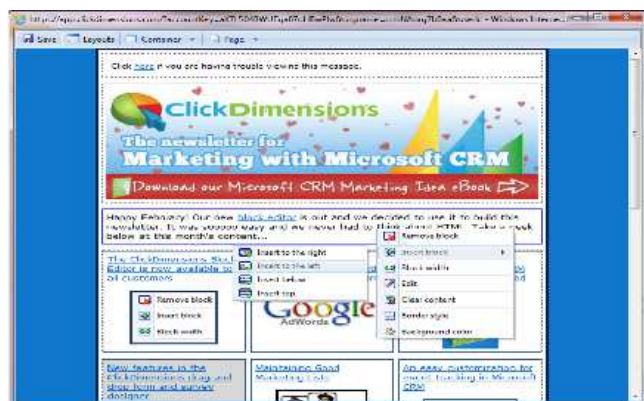 Save Layouts Container Page
Click here if you are having trouble viewing this message.
ClickDimensions
The newsletter for
Marketing with Microsoft CRM
Download our Microsoft CRM Marketing Idea eBook
Happy February! Our new block editor is out and we decided to use it to build this
newsletter. It was sooooo easy and we never had to think about HTML. Take a peek
below at this month's content...
Remove block
Insert block
Block width
Edit
Clear content
Border style
Background color
Insert to the right
Insert to the left
Insert below
Insert top
The ClickDimensions Block
Editor is now available to
all customers
Remove block
Insert block
Block width
Google
AdWords
New features in the
ClickDimensions drag and
drop form and survey
designer
Maintaining Good
Marketing Lists
An easy customization for
email tracking in Microsoft
CRM